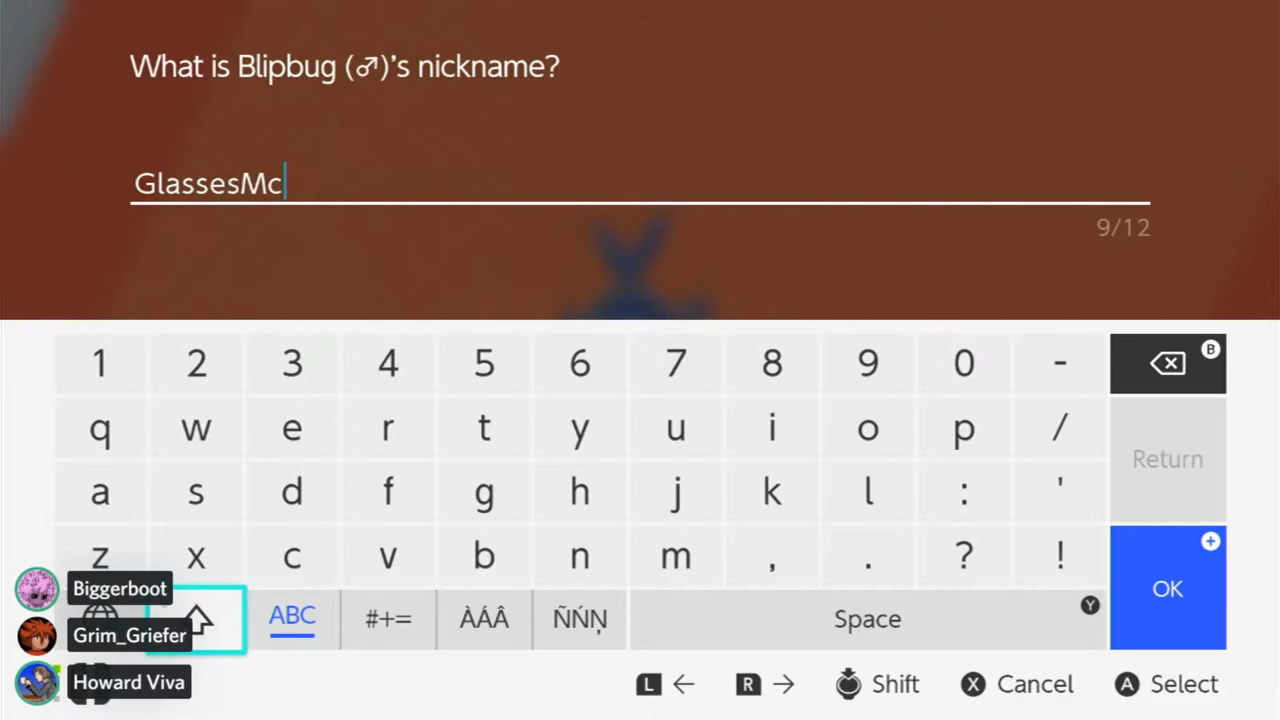 What is Blipbug (♂)'s nickname?
GlassesMc
9/12
1 2 3 4 5 6 7 8 9 0 - B
q w e r t y u i o p /
Return
a s d f g h j k l : '
z x c v b n m , . ? ! +
OK
Biggerboot
ABC #+= ÀÁÂ ÑŃŅ Space Y
Grim_Griefer
Howard Viva
L ← R → Shift X Cancel A Select